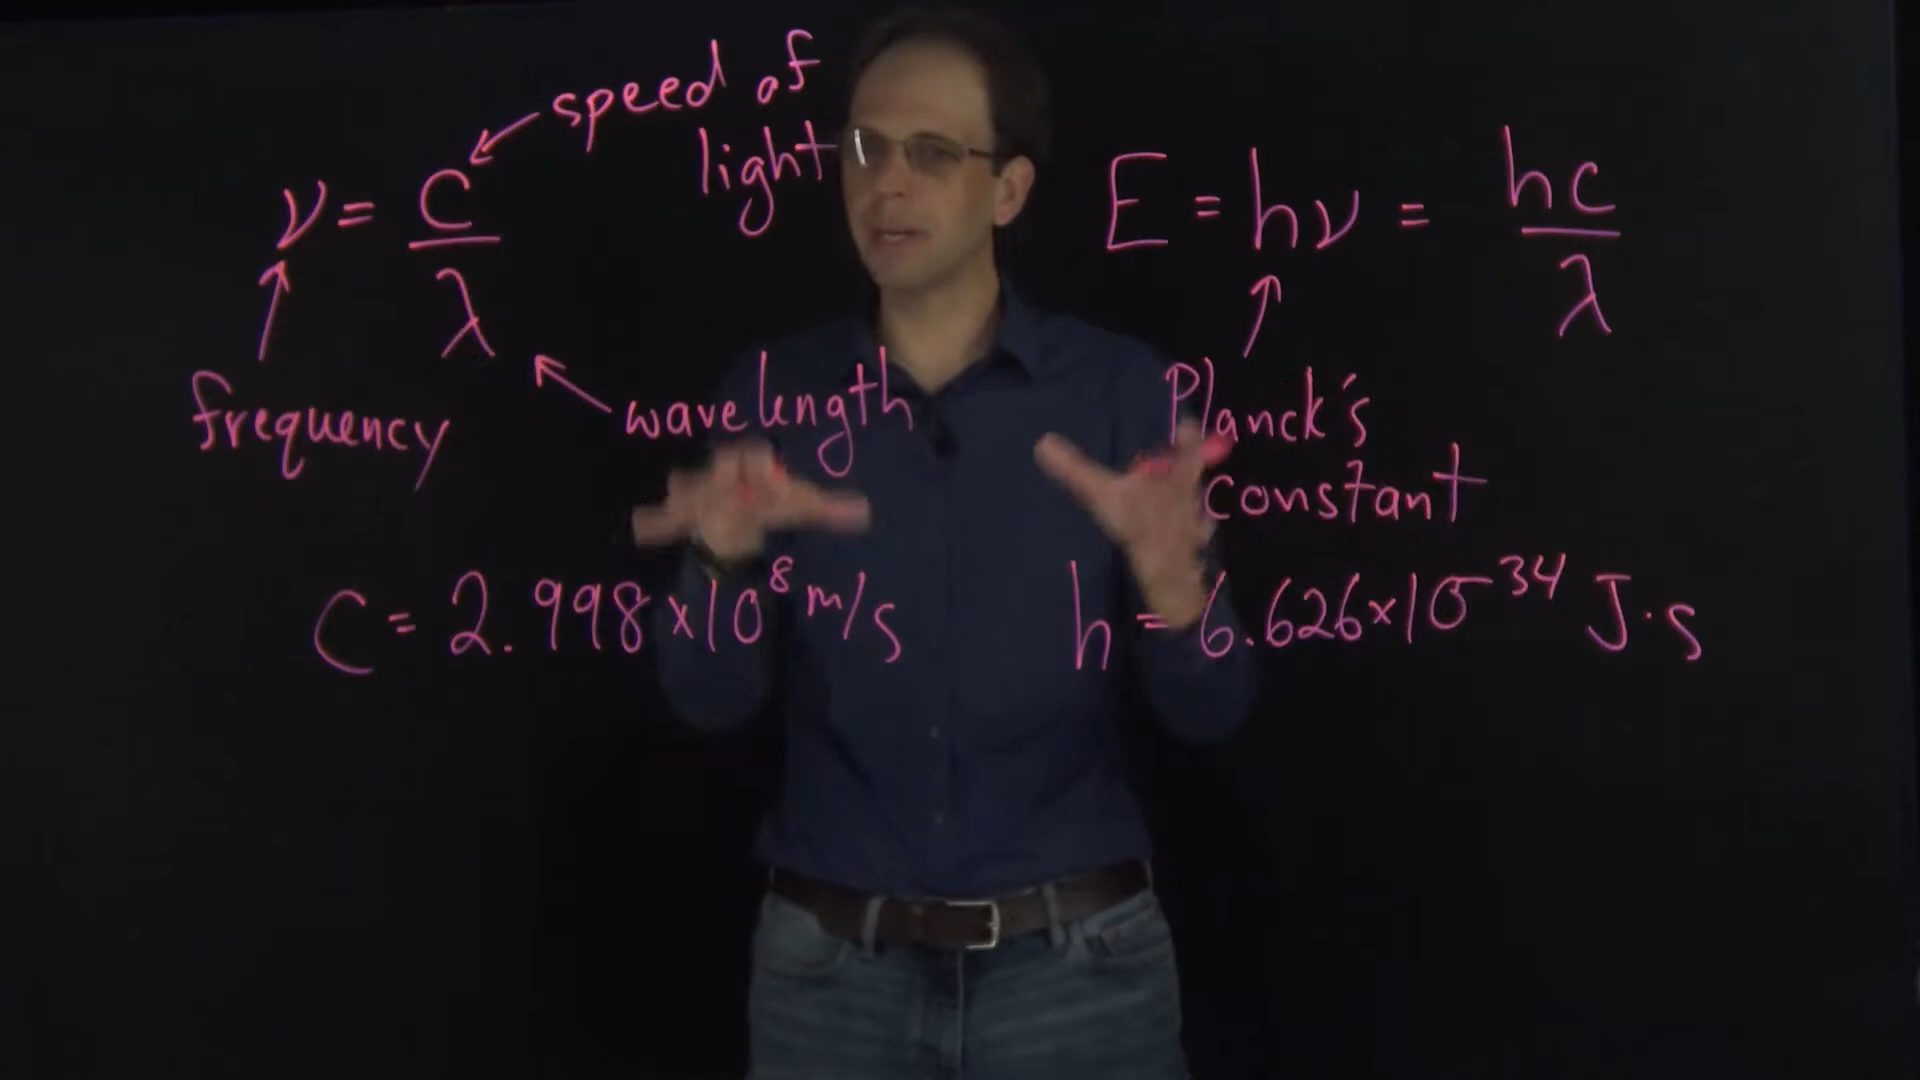 speed of
light
ν = c/λ
frequency
wavelength
C = 2.998×10⁸ m/s
E = hν = hc/λ
Planck's
constant
h = 6.626×10⁻³⁴ J·s